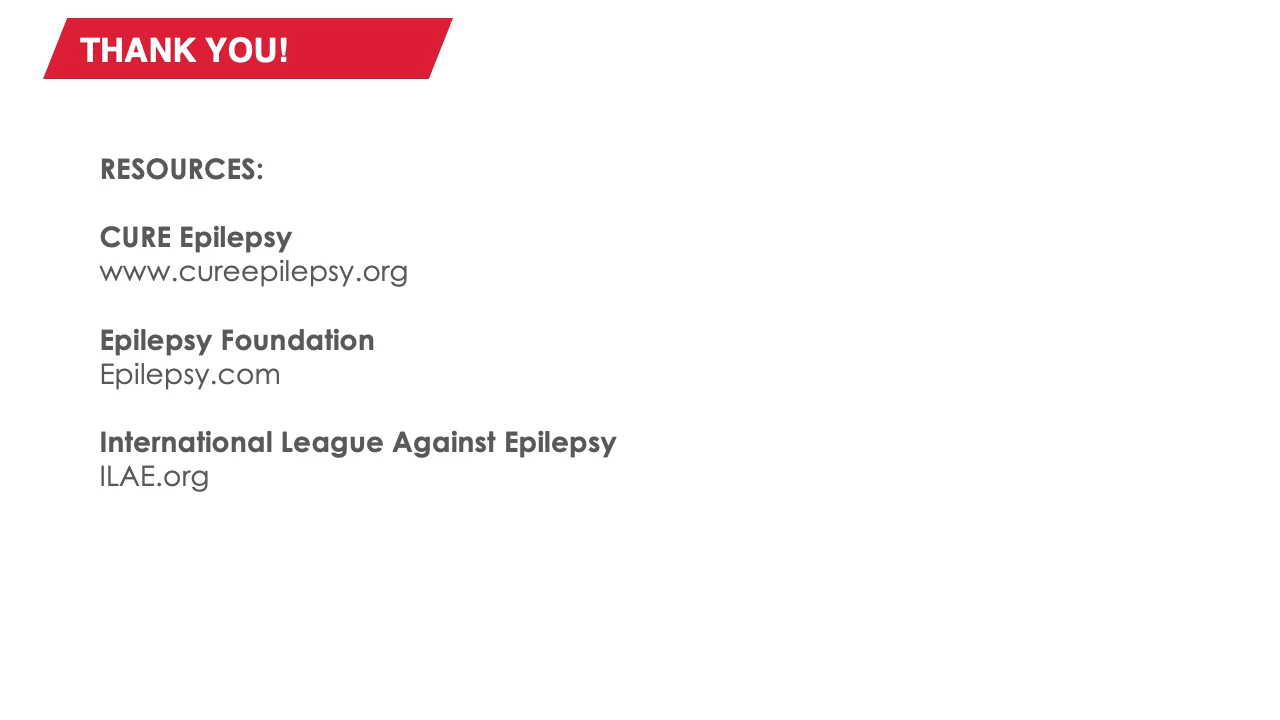 THANK YOU!
RESOURCES:
CURE Epilepsy
www.cureepilepsy.org
Epilepsy Foundation
Epilepsy.com
International League Against Epilepsy
ILAE.org